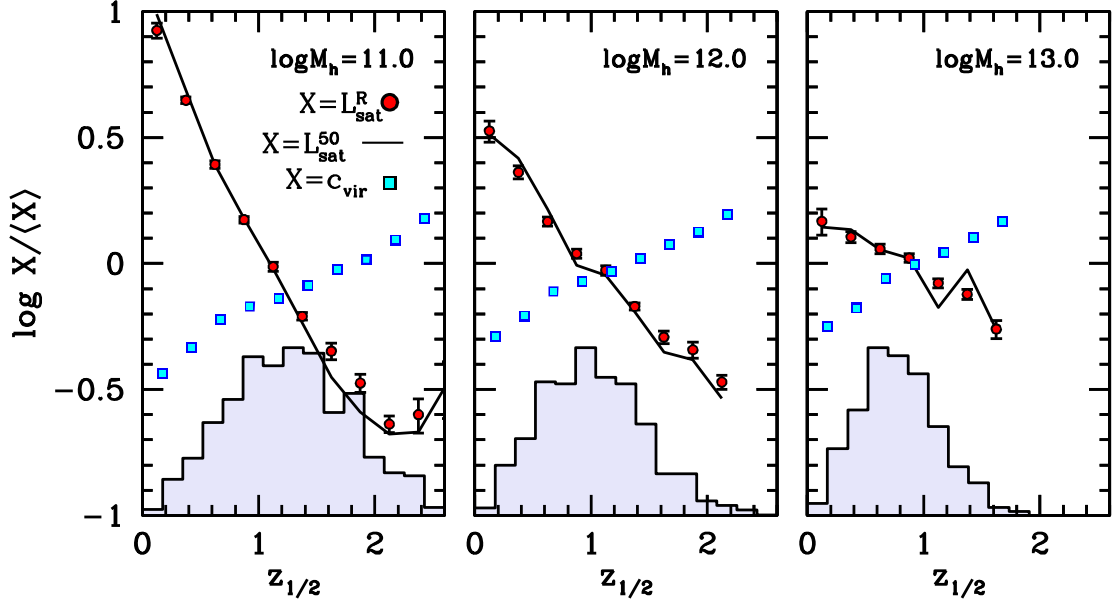 log X/⟨X⟩
1
0.5
0
−0.5
−1
logM_h=11.0
X=L^R_sat
X=L^50_sat
X=c_vir
logM_h=12.0
logM_h=13.0
0 1 2
0 1 2
0 1 2
z_1/2
z_1/2
z_1/2